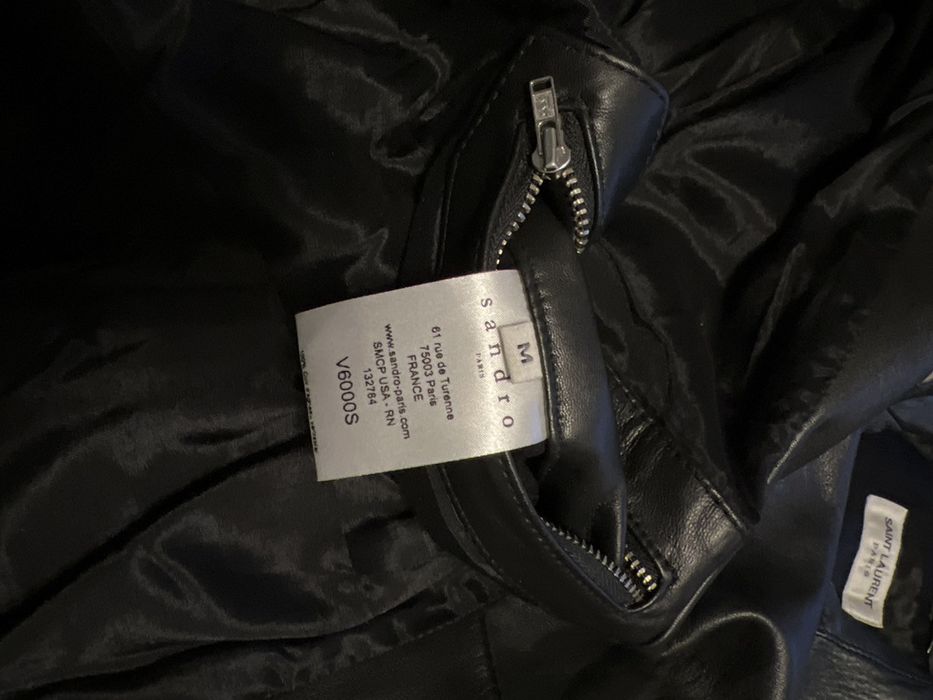 M
sandro
PARIS
61 rue de Turenne
75003 Paris
FRANCE
www.sandro-paris.com
SMCP USA - RN
132764
V6000S
SAINT LAURENT
PARIS